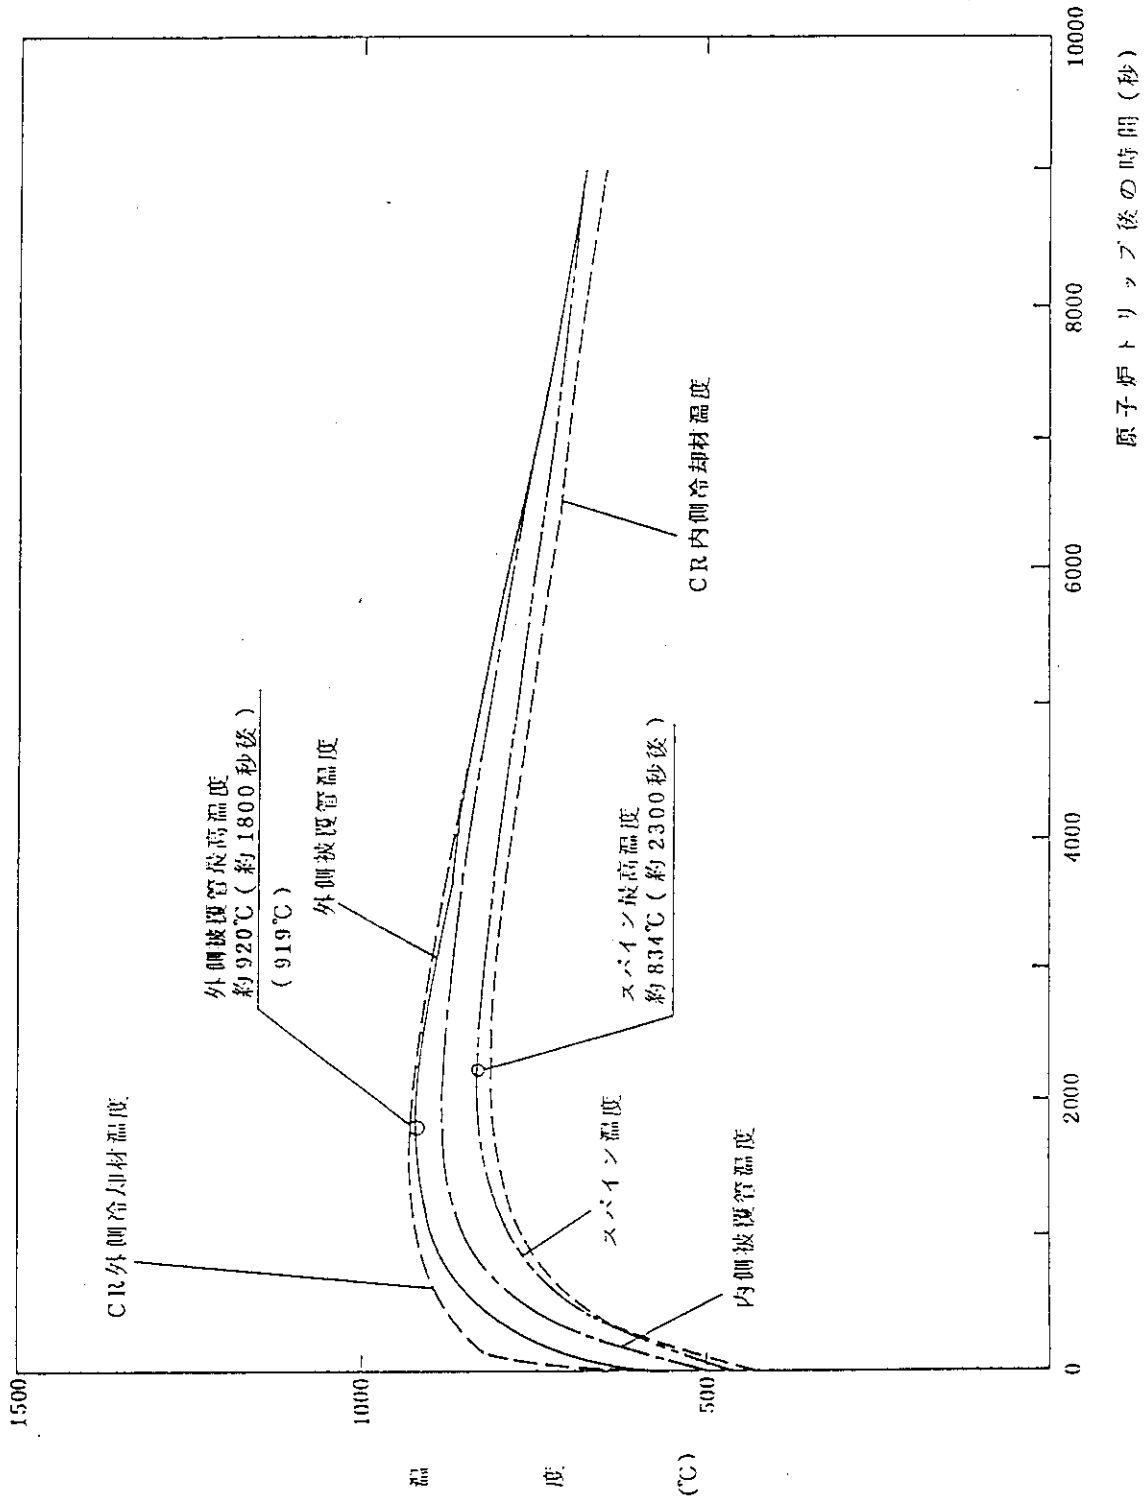 1500
1000
500
温度
(℃)
0
2000
4000
6000
8000
10000
原子炉トリップ後の時間(秒)
CR外側冷却材温度
外側被覆管最高温度
約920℃(約1800秒後)
(919℃)
外側被覆管温度
スパイン最高温度
約834℃(約2300秒後)
スパイン温度
内側被覆管温度
CR内側冷却材温度